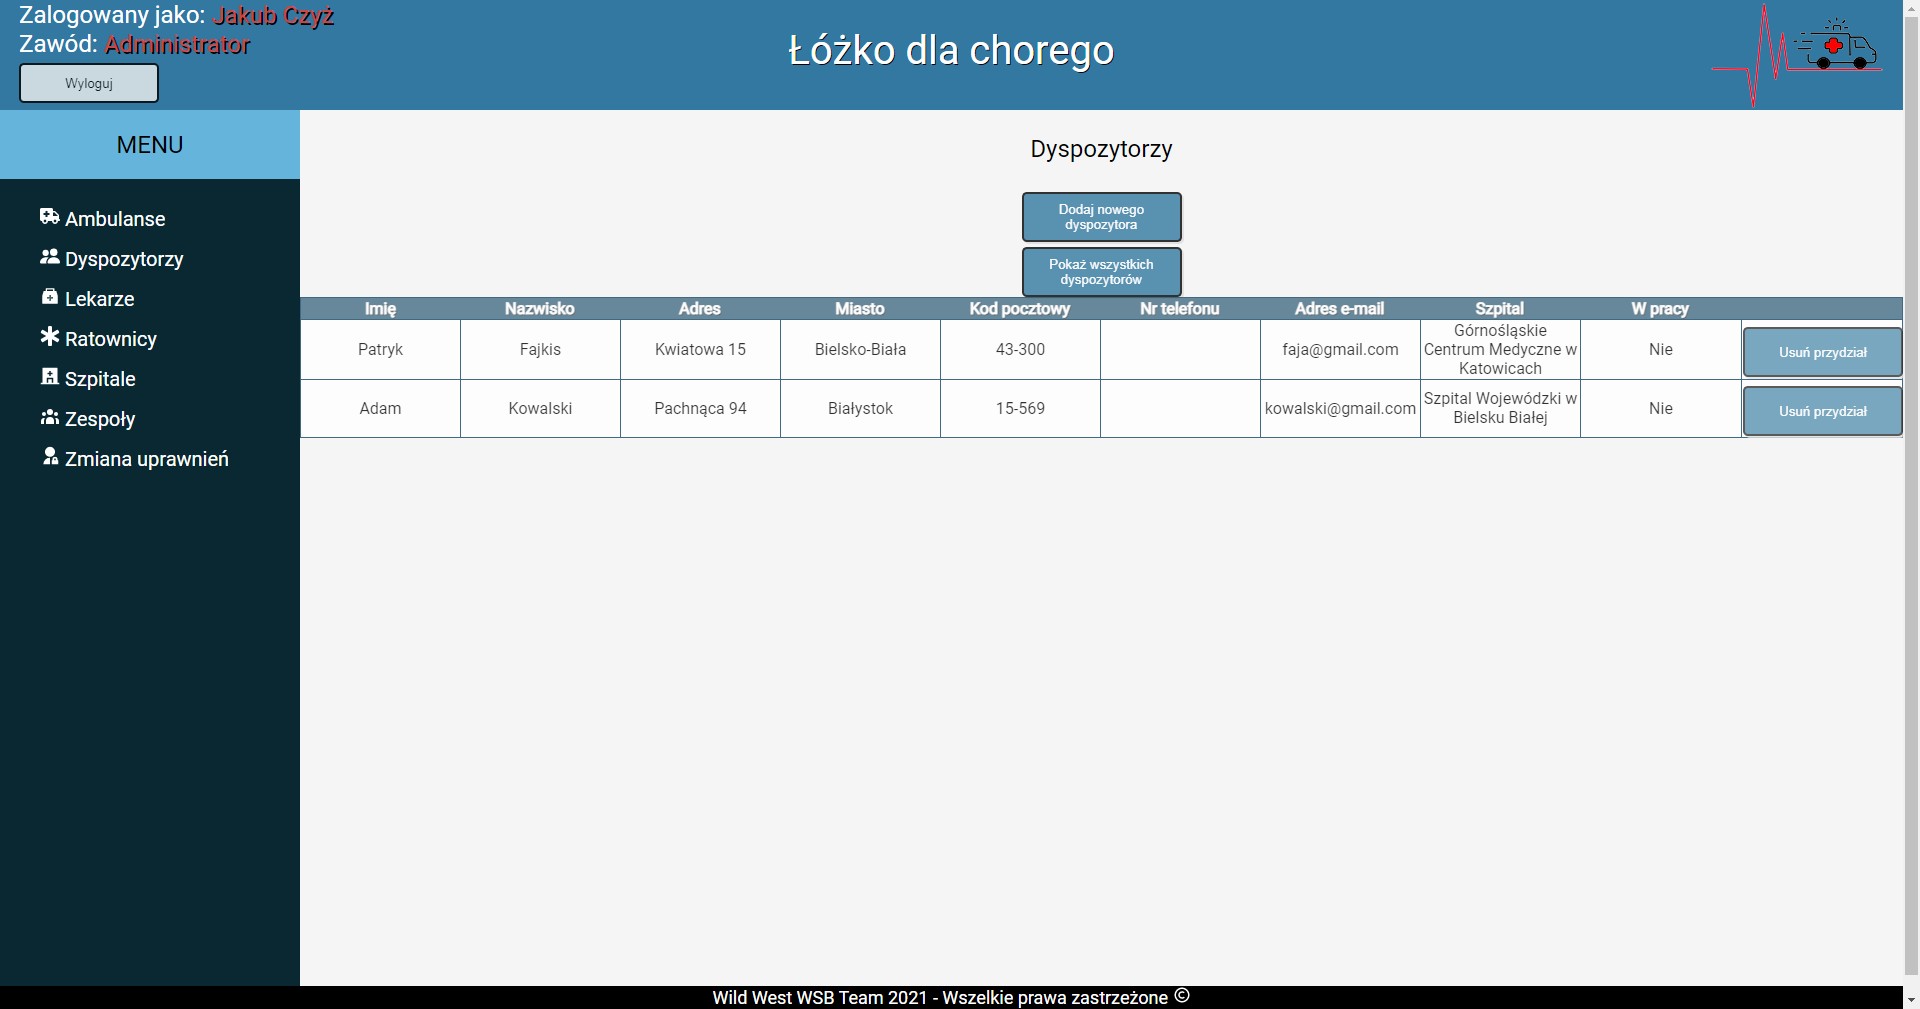 Zalogowany jako: Jakub Czyż
Zawód: Administrator
Wyloguj
Łóżko dla chorego
MENU
Ambulanse
Dyspozytorzy
Lekarze
Ratownicy
Szpitale
Zespoły
Zmiana uprawnień
Dyspozytorzy
Dodaj nowego
dyspozytora
Pokaż wszystkich
dyspozytorów
Imię Nazwisko Adres Miasto Kod pocztowy Nr telefonu Adres e-mail Szpital W pracy
Patryk Fajkis Kwiatowa 15 Bielsko-Biała 43-300 faja@gmail.com Górnośląskie
Centrum Medyczne w
Katowicach Nie Usuń przydział
Adam Kowalski Pachnąca 94 Białystok 15-569 kowalski@gmail.com Szpital Wojewódzki w
Bielsku Białej Nie Usuń przydział
Wild West WSB Team 2021 - Wszelkie prawa zastrzeżone ©